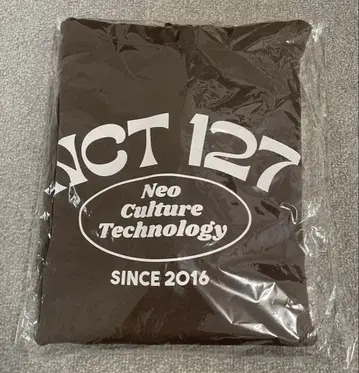 NCT 127
Neo
Culture
Technology
SINCE 2016